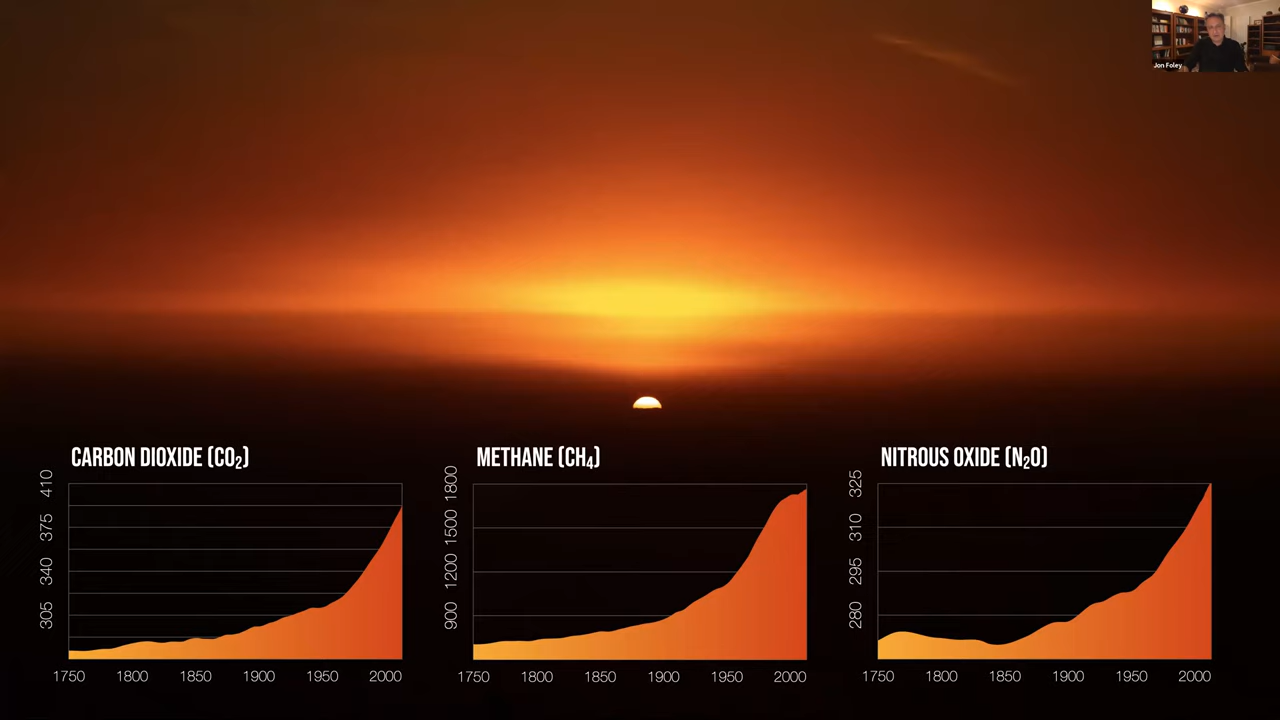 Jon Foley
CARBON DIOXIDE (CO₂)
410
375
340
305
1750 1800 1850 1900 1950 2000
METHANE (CH₄)
1800
1500
1200
900
1750 1800 1850 1900 1950 2000
NITROUS OXIDE (N₂O)
325
310
295
280
1750 1800 1850 1900 1950 2000